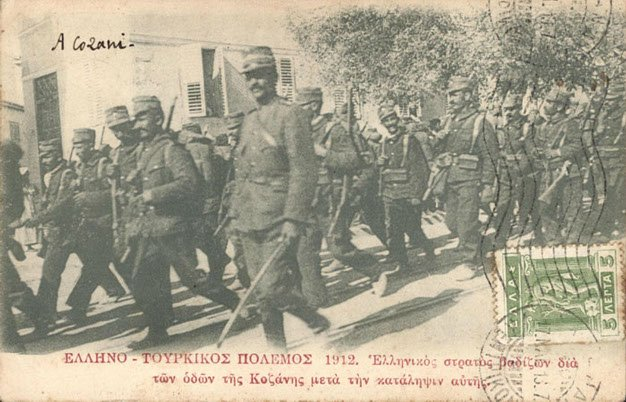 A Cozani-
ΕΛΛΗΝΟ - ΤΟΥΡΚΙΚΟΣ ΠΟΛΕΜΟΣ 1912. Ἑλληνικὸς στρατὸς βαδίζων διὰ
τῶν ὁδῶν τῆς Κοζάνης μετὰ τὴν κατάληψιν αὐτῆς.
ΕΛΛΑΣ
5 ΛΕΠΤΑ 5